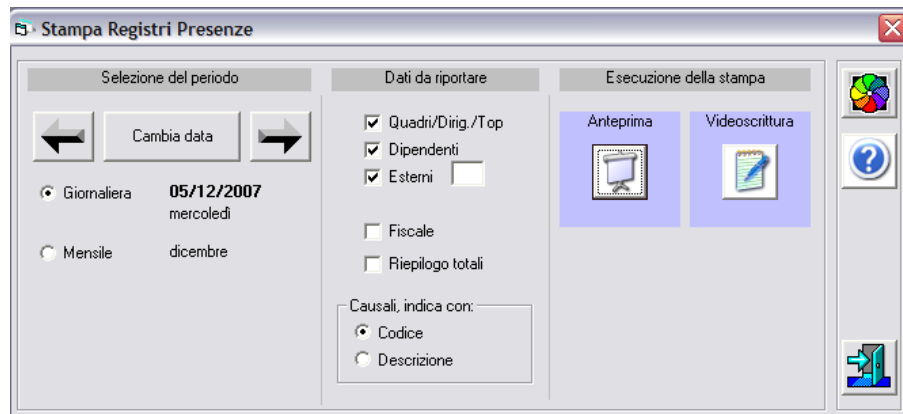 Stampa Registri Presenze
Selezione del periodo
Cambia data
Giornaliera
05/12/2007
mercoledì
Mensile
dicembre
Dati da riportare
Quadri/Dirig./Top
Dipendenti
Esterni
Fiscale
Riepilogo totali
Causali, indica con:
Codice
Descrizione
Esecuzione della stampa
Anteprima
Videoscrittura
?